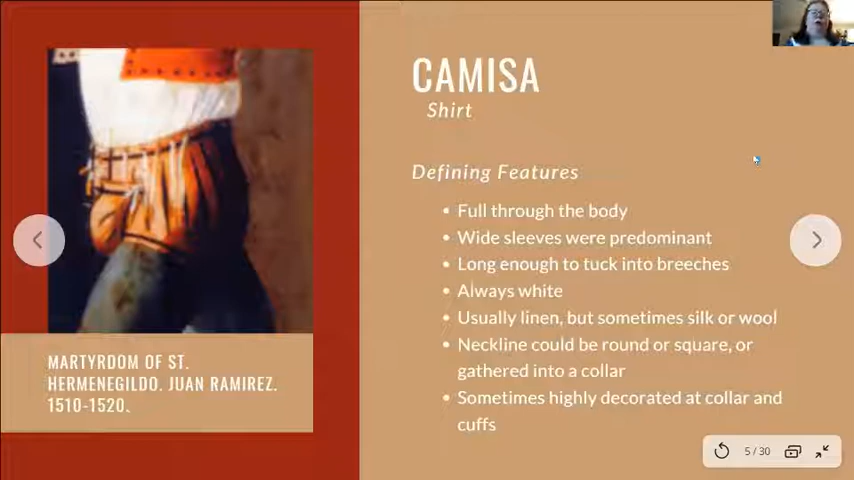 CAMISA
Shirt
Defining Features
• Full through the body
• Wide sleeves were predominant
• Long enough to tuck into breeches
• Always white
• Usually linen, but sometimes silk or wool
• Neckline could be round or square, or
gathered into a collar
• Sometimes highly decorated at collar and
cuffs
MARTYRDOM OF ST.
HERMENEGILDO. JUAN RAMIREZ.
1510-1520.
5 / 30